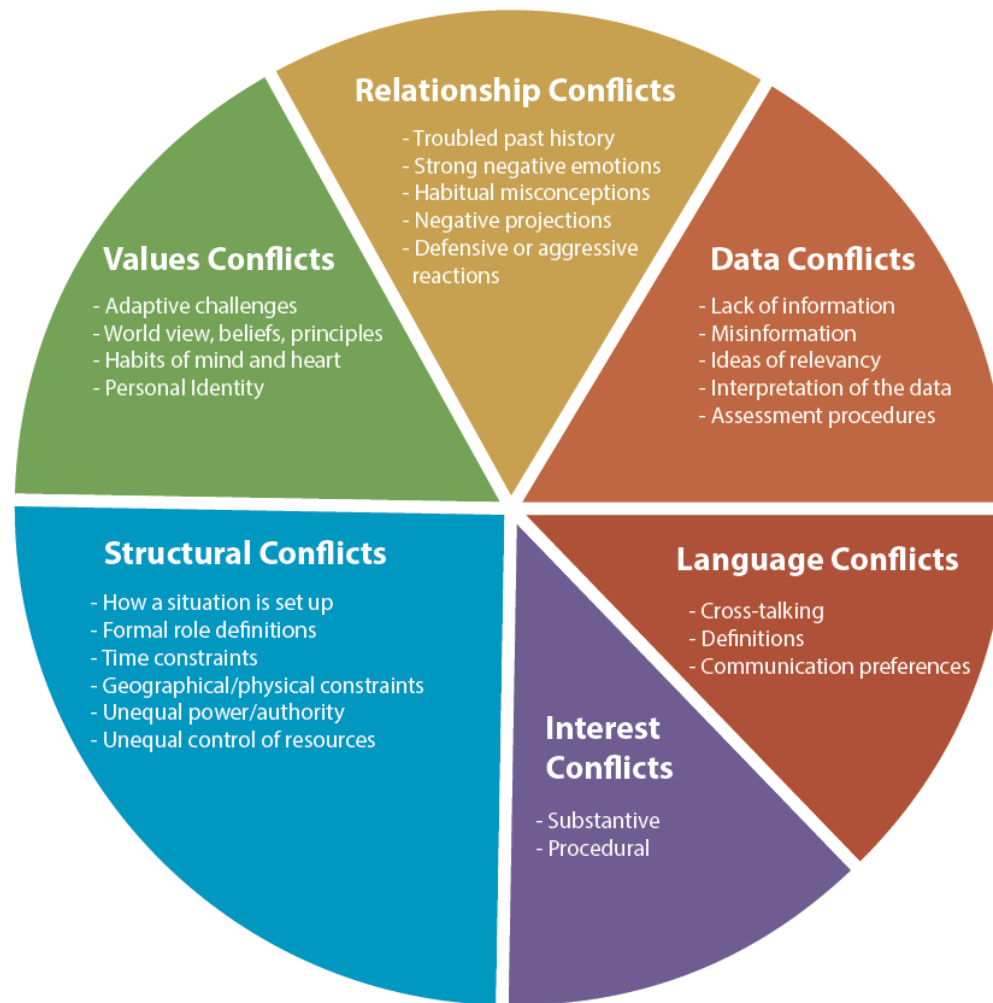 Relationship Conflicts
- Troubled past history
- Strong negative emotions
- Habitual misconceptions
- Negative projections
- Defensive or aggressive
reactions
Data Conflicts
- Lack of information
- Misinformation
- Ideas of relevancy
- Interpretation of the data
- Assessment procedures
Language Conflicts
- Cross-talking
- Definitions
- Communication preferences
Interest
Conflicts
- Substantive
- Procedural
Structural Conflicts
- How a situation is set up
- Formal role definitions
- Time constraints
- Geographical/physical constraints
- Unequal power/authority
- Unequal control of resources
Values Conflicts
- Adaptive challenges
- World view, beliefs, principles
- Habits of mind and heart
- Personal Identity